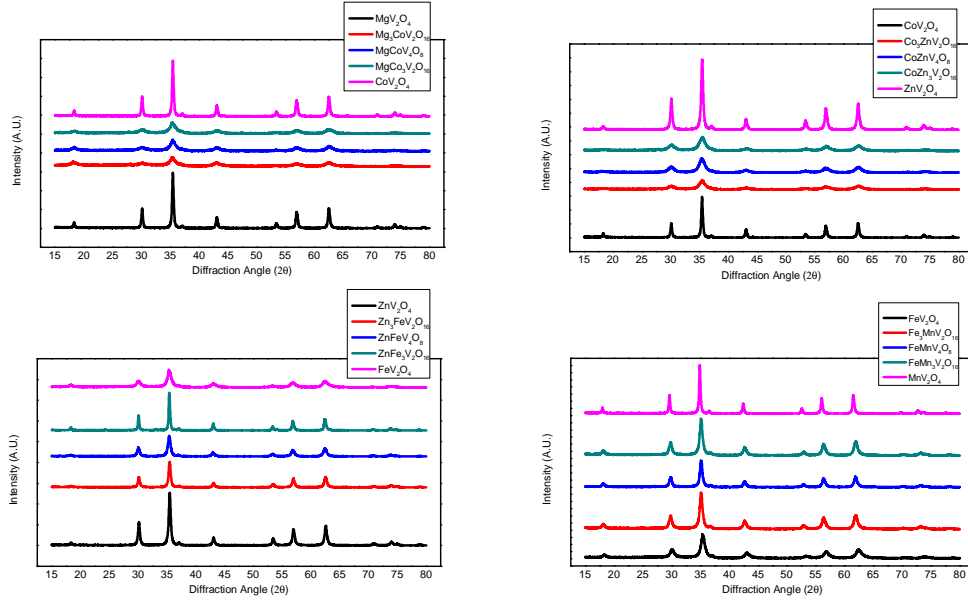 MgV₂O₄
Mg₃CoV₂O₁₆
MgCoV₄O₈
MgCo₃V₂O₁₆
CoV₂O₄
Intensity (A.U.)
15 20 25 30 35 40 45 50 55 60 65 70 75 80
Diffraction Angle (2θ)
CoV₂O₄
Co₃ZnV₂O₁₆
CoZnV₄O₈
CoZn₃V₂O₁₆
ZnV₂O₄
Intensity (A.U.)
15 20 25 30 35 40 45 50 55 60 65 70 75 80
Diffraction Angle (2θ)
ZnV₂O₄
Zn₃FeV₂O₁₆
ZnFeV₄O₈
ZnFe₃V₂O₁₆
FeV₂O₄
Intensity (A.U.)
15 20 25 30 35 40 45 50 55 60 65 70 75 80
Diffraction Angle (2θ)
FeV₂O₄
Fe₃MnV₂O₁₆
FeMnV₄O₈
FeMn₃V₂O₁₆
MnV₂O₄
Intensity (A.U.)
15 20 25 30 35 40 45 50 55 60 65 70 75 80
Diffraction Angle (2θ)